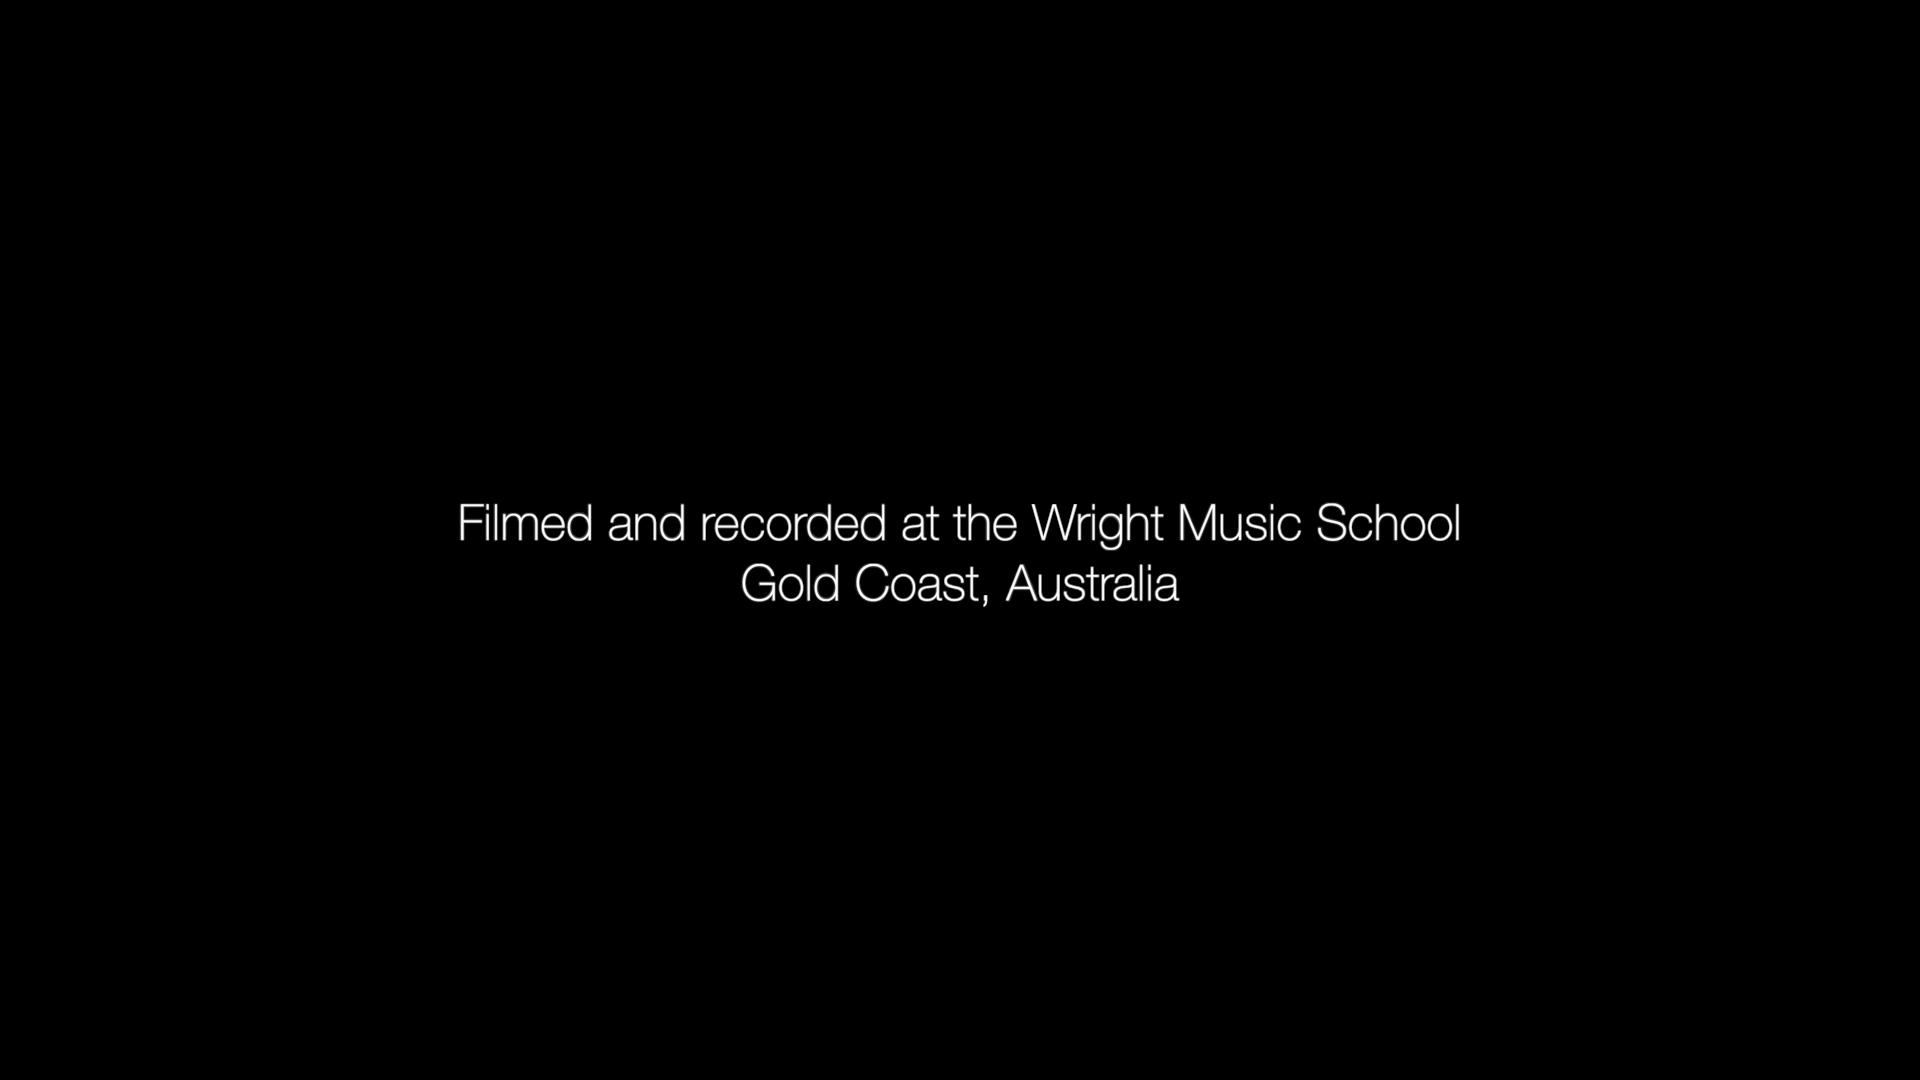 Filmed and recorded at the Wright Music School
Gold Coast, Australia